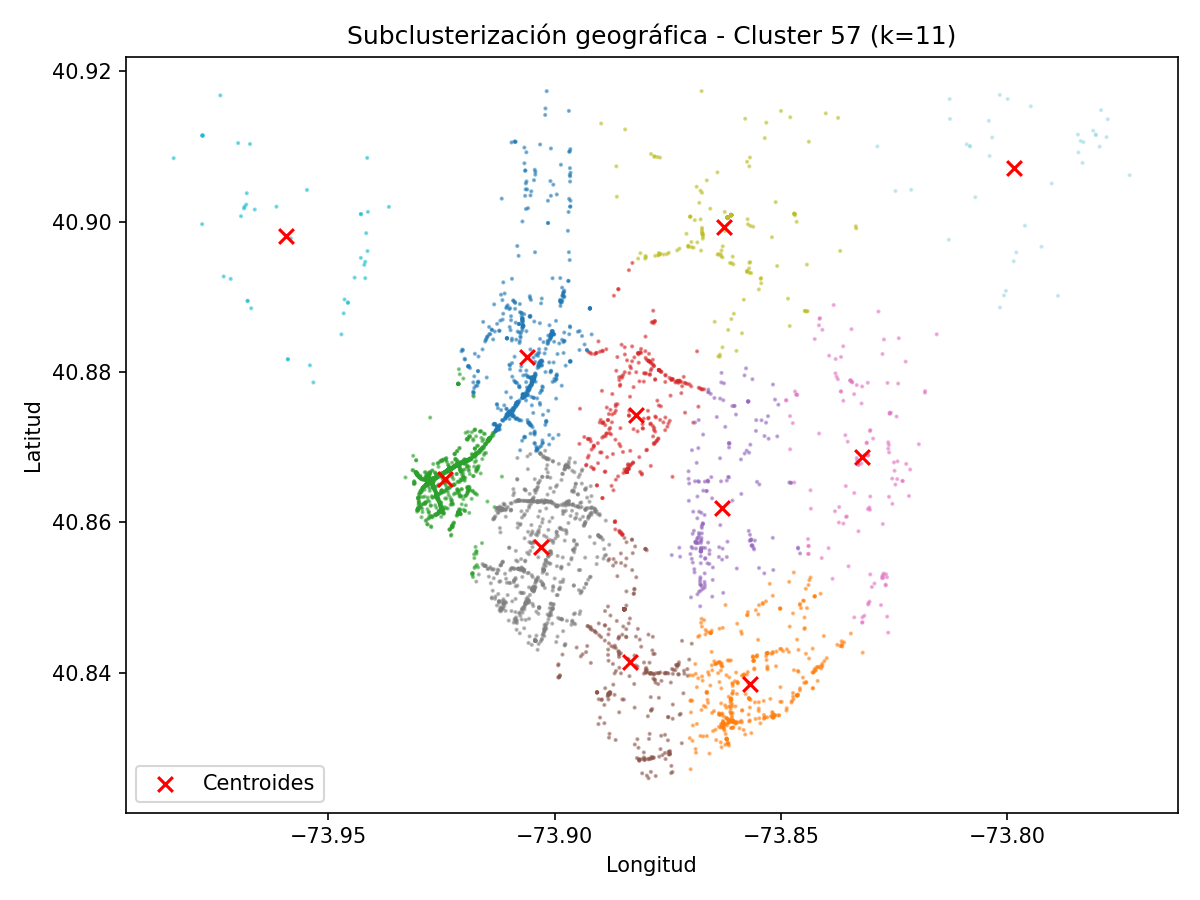 Subclusterización geográfica - Cluster 57 (k=11)
40.92
40.90
40.88
40.86
40.84
Latitud
Centroides
−73.95
−73.90
−73.85
−73.80
Longitud